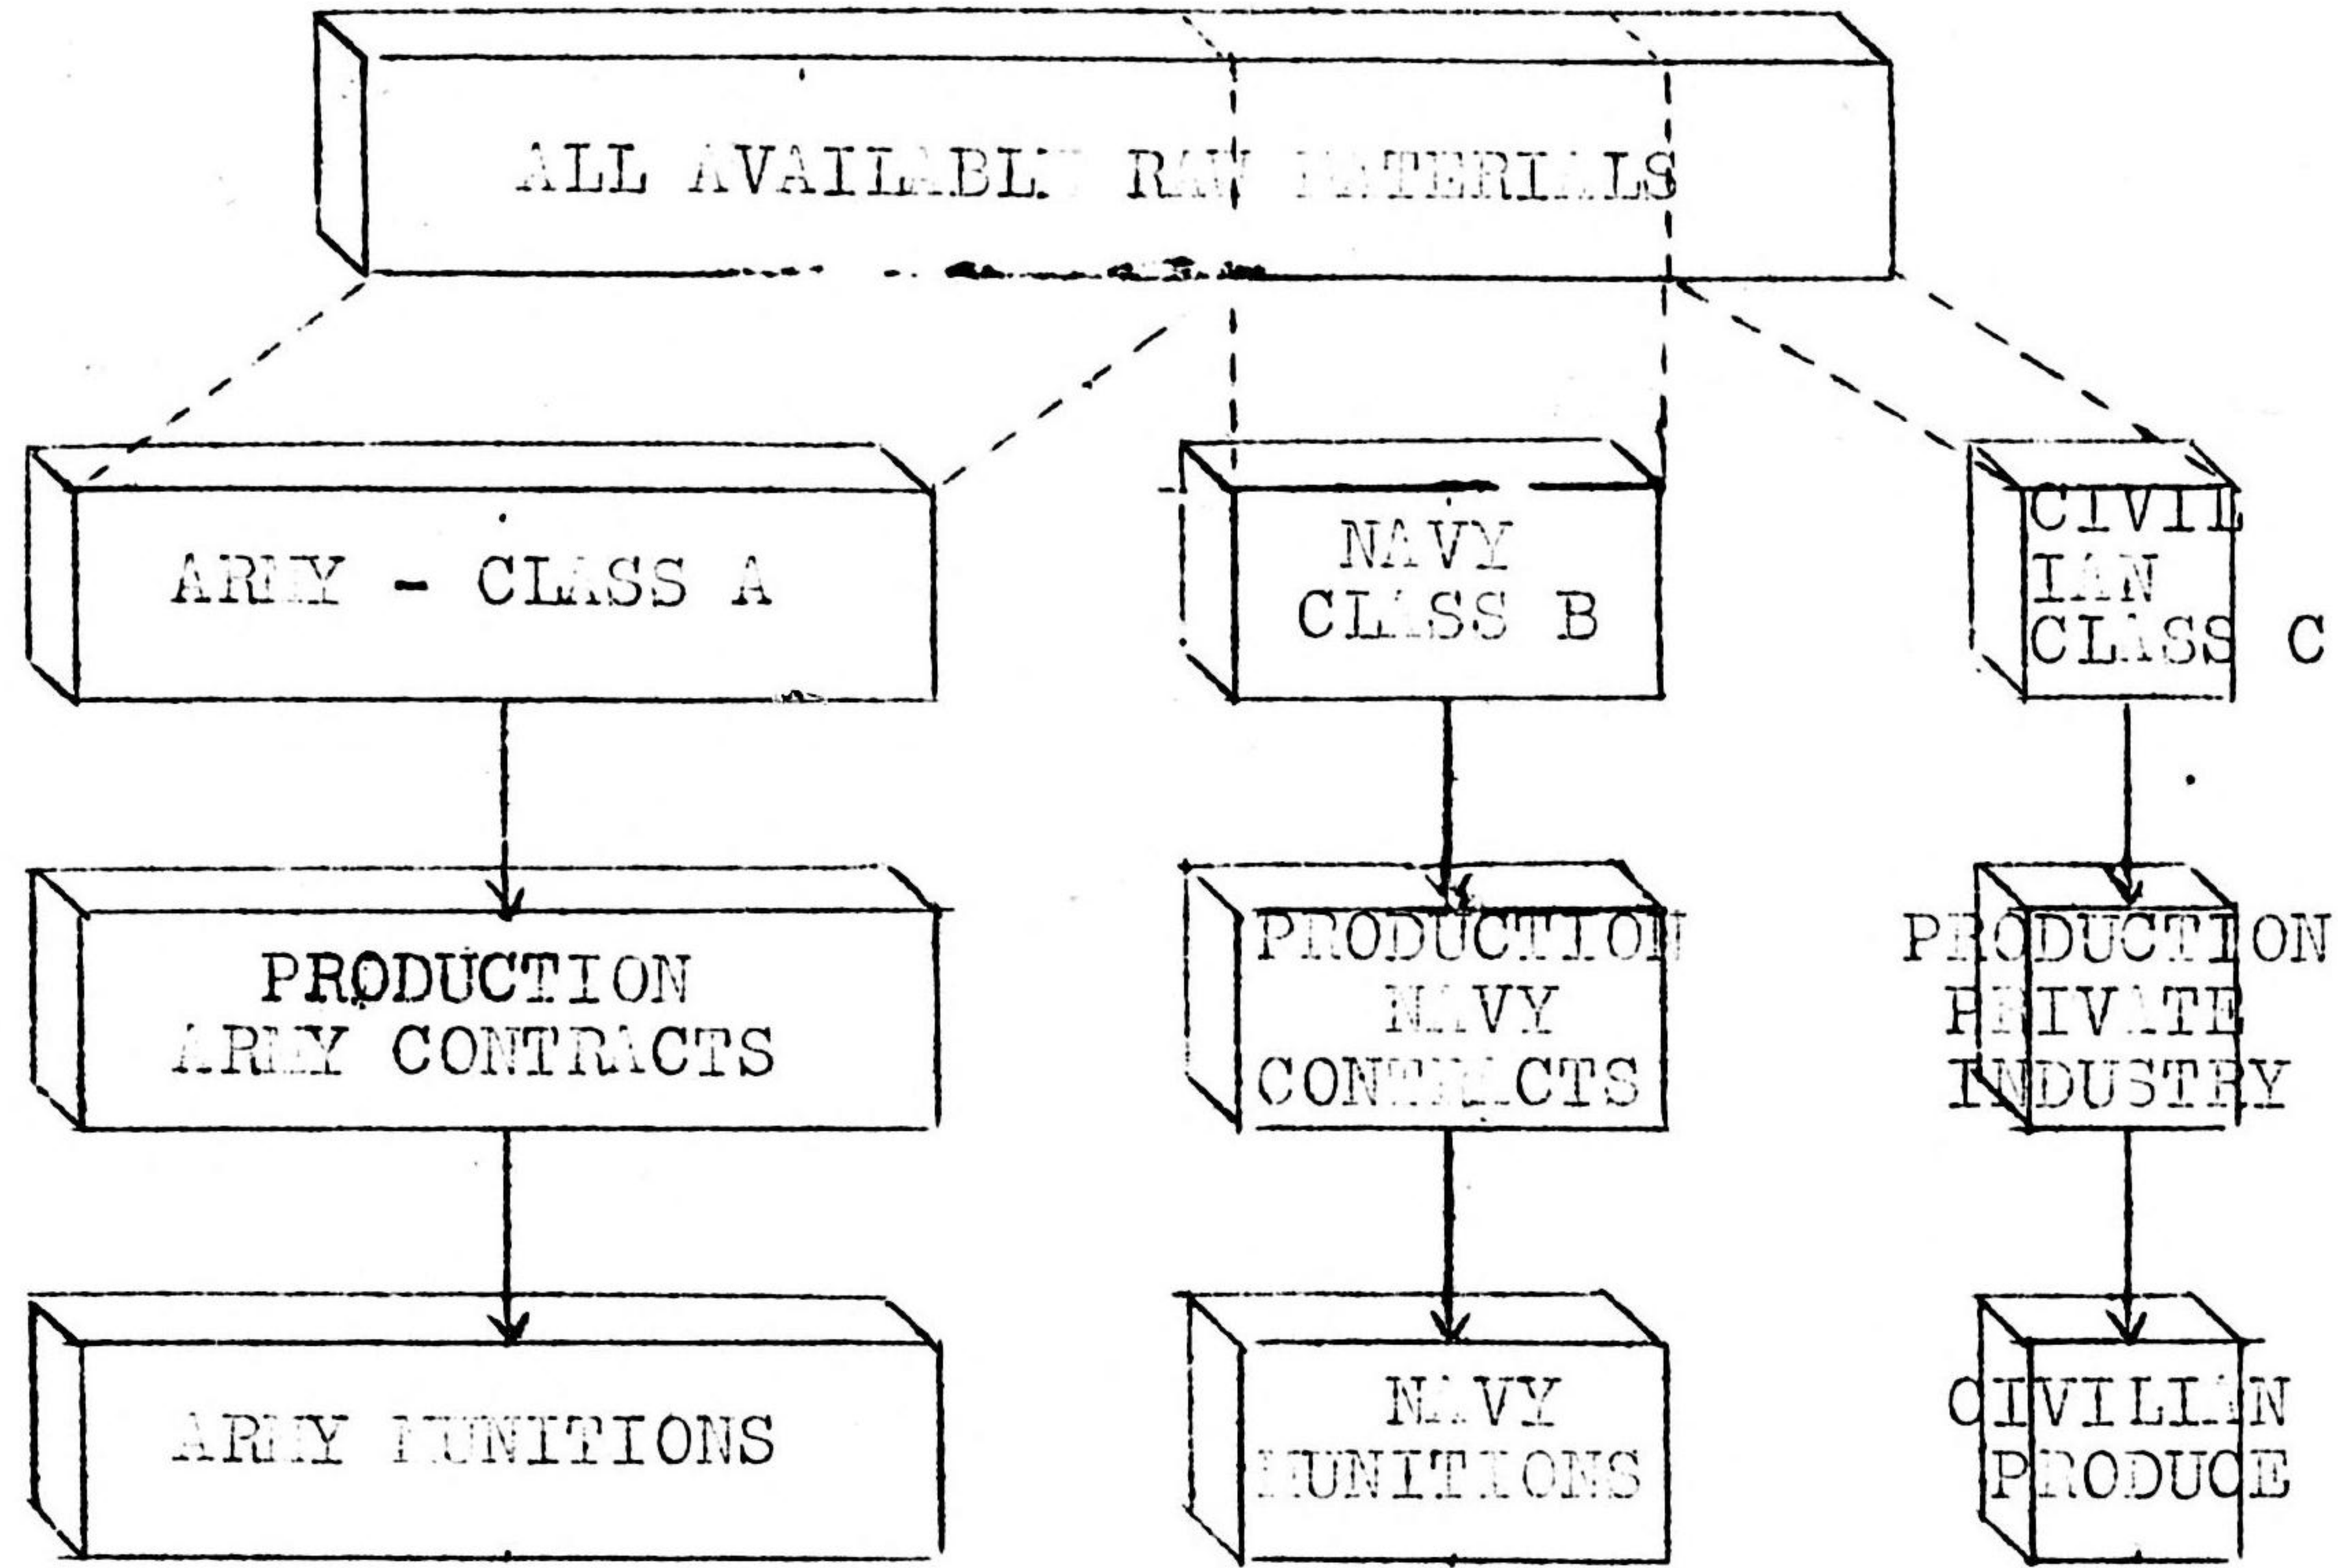 ALL AVAILABLE RAW MATERIALS
ARMY - CLASS A
NAVY
CLASS B
CIVIL
IAN
CLASS C
PRODUCTION
ARMY CONTRACTS
PRODUCTION
NAVY
CONTRACTS
PRODUCTION
PRIVATE
INDUSTRY
ARMY MUNITIONS
NAVY
MUNITIONS
CIVILIAN
PRODUCE